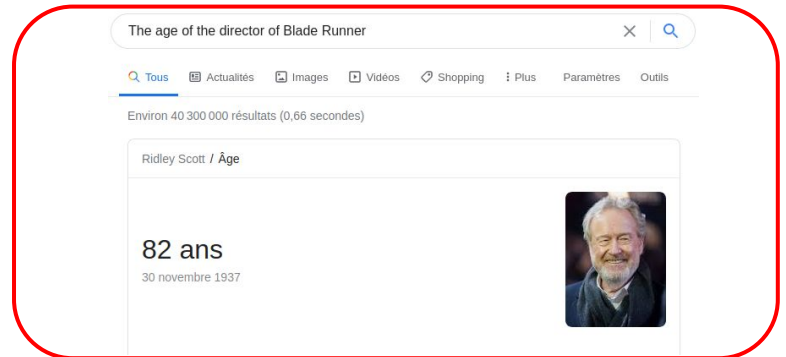 The age of the director of Blade Runner
Tous Actualités Images Vidéos Shopping Plus Paramètres Outils
Environ 40 300 000 résultats (0,66 secondes)
Ridley Scott / Âge
82 ans
30 novembre 1937